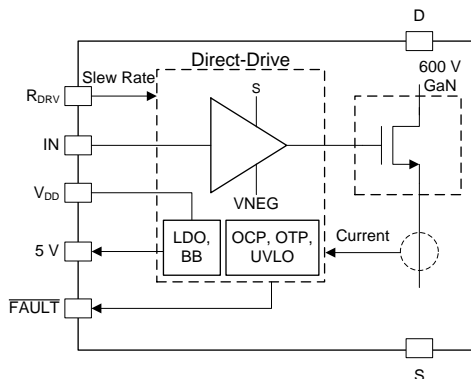 D
Direct-Drive
600 V
GaN
Slew Rate
RDRV
S
IN
VNEG
VDD
LDO,
BB
OCP, OTP,
UVLO
Current
5 V
FAULT
S